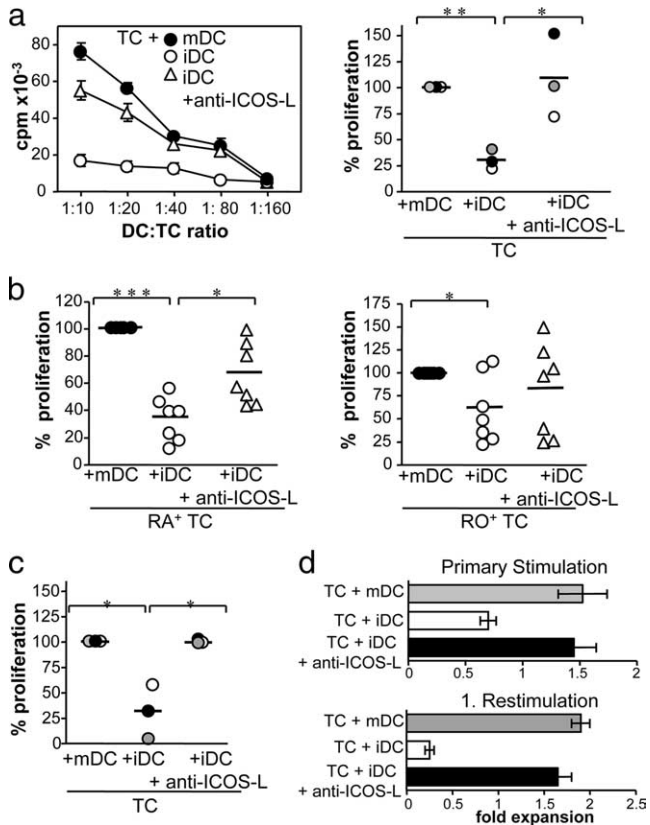 a
TC + mDC
iDC
iDC
+anti-ICOS-L
cpm x10⁻³
80
60
40
20
0
1:10 1:20 1:40 1:80 1:160
DC:TC ratio
* * *
% proliferation
150
125
100
75
50
25
0
+mDC +iDC +iDC
+ anti-ICOS-L
TC
b
* * * *
% proliferation
120
100
80
60
40
20
0
+mDC +iDC +iDC
+ anti-ICOS-L
RA⁺ TC
*
% proliferation
175
150
125
100
75
50
25
0
+mDC +iDC +iDC
+ anti-ICOS-L
RO⁺ TC
c
* *
% proliferation
150
125
100
75
50
25
0
+mDC +iDC +iDC
+ anti-ICOS-L
TC
d
Primary Stimulation
TC + mDC
TC + iDC
TC + iDC
+ anti-ICOS-L
0 0.5 1 1.5 2
1. Restimulation
TC + mDC
TC + iDC
TC + iDC
+ anti-ICOS-L
0 0.5 1 1.5 2 2.5
fold expansion